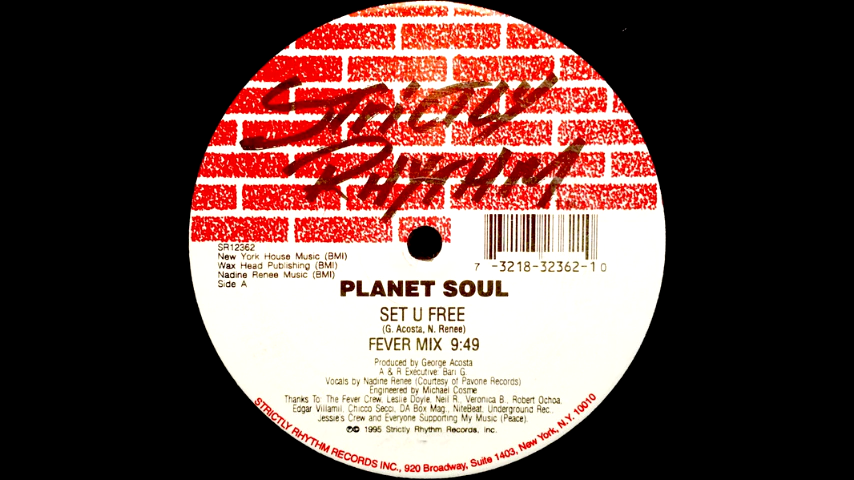 STRICTLY
RHYTHM
SR12362
New York House Music (BMI)
Wax Head Publishing (BMI)
Nadine Renee Music (BMI)
Side A
7 -3218-32362-1 0
PLANET SOUL
SET U FREE
(G. Acosta, N. Renee)
FEVER MIX 9:49
Produced by George Acosta
A & R Executive: Bari G.
Vocals by Nadine Renee (Courtesy of Pavone Records)
Engineered by Michael Cosme
Thanks To: The Fever Crew, Leslie Doyle, Neil R., Veronica B., Robert Ochoa,
Edgar Villamil, Chicco Secci, DA Box Mag., NiteBeat, Underground Rec.,
Jessie's Crew and Everyone Supporting My Music (Peace).
℗© 1995 Strictly Rhythm Records, Inc.
STRICTLY RHYTHM RECORDS INC., 920 Broadway, Suite 1403, New York, N.Y. 10010